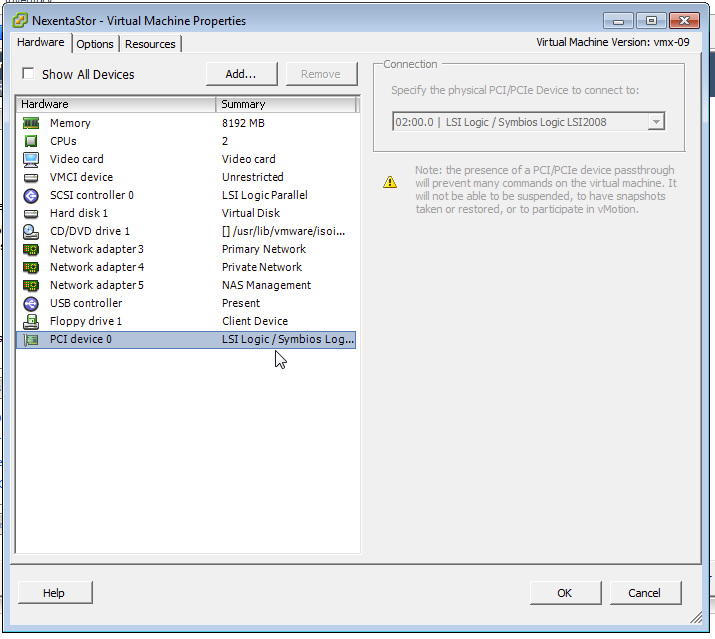 NexentaStor - Virtual Machine Properties
Hardware Options Resources Virtual Machine Version: vmx-09
Show All Devices Add... Remove
Hardware Summary
Memory 8192 MB
CPUs 2
Video card Video card
VMCI device Unrestricted
SCSI controller 0 LSI Logic Parallel
Hard disk 1 Virtual Disk
CD/DVD drive 1 [] /usr/lib/vmware/isoi...
Network adapter 3 Primary Network
Network adapter 4 Private Network
Network adapter 5 NAS Management
USB controller Present
Floppy drive 1 Client Device
PCI device 0 LSI Logic / Symbios Log...
Connection
Specify the physical PCI/PCIe Device to connect to:
02:00.0 | LSI Logic / Symbios Logic LSI2008
Note: the presence of a PCI/PCIe device passthrough
will prevent many commands on the virtual machine. It
will not be able to be suspended, to have snapshots
taken or restored, or to participate in vMotion.
Help OK Cancel